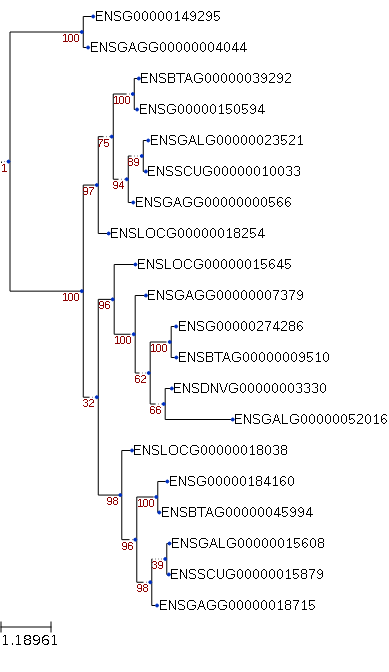 ENSG00000149295
100
ENSGAGG00000004044
ENSBTAG00000039292
100
ENSG00000150594
75
ENSGALG00000023521
89
ENSSCUG00000010033
1
94
97
ENSGAGG00000000566
ENSLOCG00000018254
ENSLOCG00000015645
100
ENSGAGG00000007379
96
ENSG00000274286
100
100
ENSBTAG00000009510
62
ENSDNVG00000003330
32
66
ENSGALG00000052016
ENSLOCG00000018038
ENSG00000184160
98
100
ENSBTAG00000045994
96
ENSGALG00000015608
39
ENSSCUG00000015879
98
ENSGAGG00000018715
1.18961